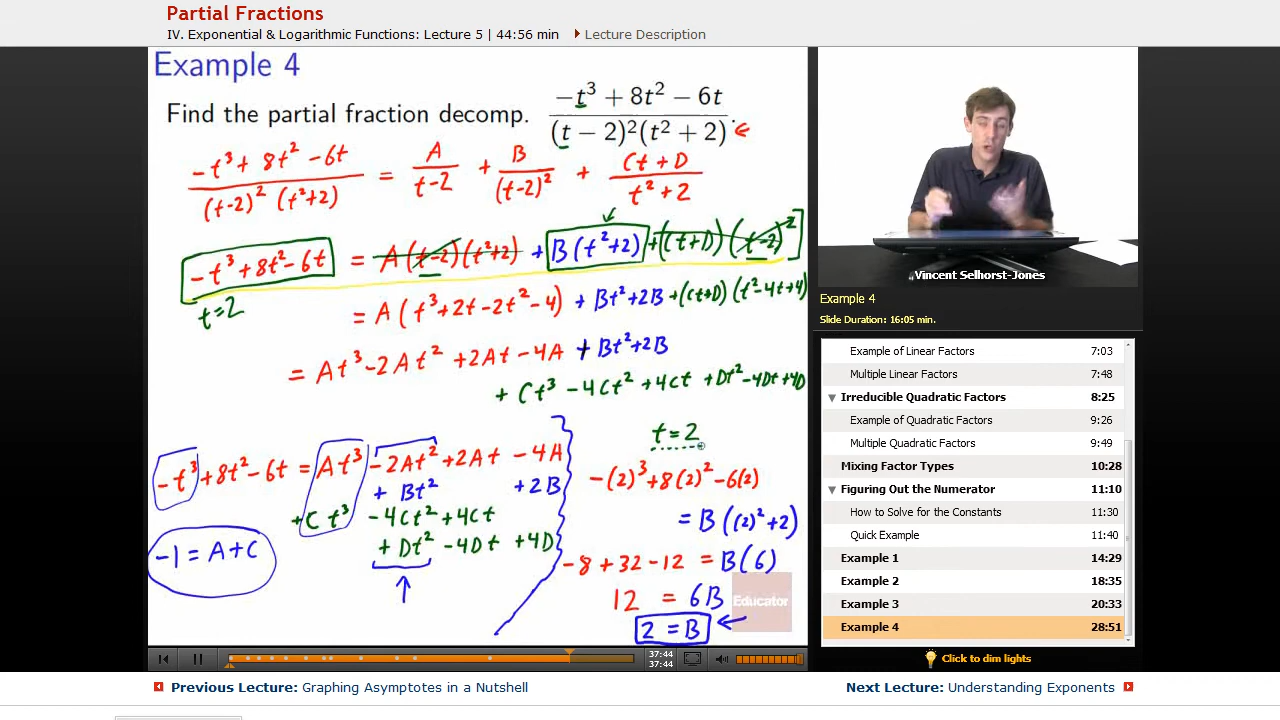 Partial Fractions
IV. Exponential & Logarithmic Functions: Lecture 5 | 44:56 min
Lecture Description
Example 4
Find the partial fraction decomp. (−t³ + 8t² − 6t)/((t − 2)²(t² + 2)).
(-t³ + 8t² - 6t)/((t-2)² (t²+2)) = A/(t-2) + B/(t-2)² + (Ct + D)/(t² + 2)
-t³ + 8t² - 6t = A(t-2)(t²+2) + B(t²+2) + (Ct+D)(t-2)²]
t=2
= A(t³+2t-2t²-4) + Bt²+2B + (Ct+D)(t²-4t+4)
= At³ - 2At² + 2At - 4A + Bt²+2B
+ Ct³ - 4Ct² + 4Ct + Dt² - 4Dt + 4D
-t³ + 8t² - 6t = At³ - 2At² + 2At - 4A
+ Bt² + 2B
+ Ct³ - 4Ct² + 4Ct
+ Dt² - 4Dt + 4D
-1 = A + C
t=2
-(2)³ + 8(2)² - 6(2)
= B((2)²+2)
-8 + 32 - 12 = B(6)
12 = 6B
2 = B
Educator
37:44
37:44
Vincent Selhorst-Jones
Example 4
Slide Duration: 16:05 min.
Example of Linear Factors 7:03
Multiple Linear Factors 7:48
Irreducible Quadratic Factors 8:25
Example of Quadratic Factors 9:26
Multiple Quadratic Factors 9:49
Mixing Factor Types 10:28
Figuring Out the Numerator 11:10
How to Solve for the Constants 11:30
Quick Example 11:40
Example 1 14:29
Example 2 18:35
Example 3 20:33
Example 4 28:51
Click to dim lights
Previous Lecture: Graphing Asymptotes in a Nutshell
Next Lecture: Understanding Exponents